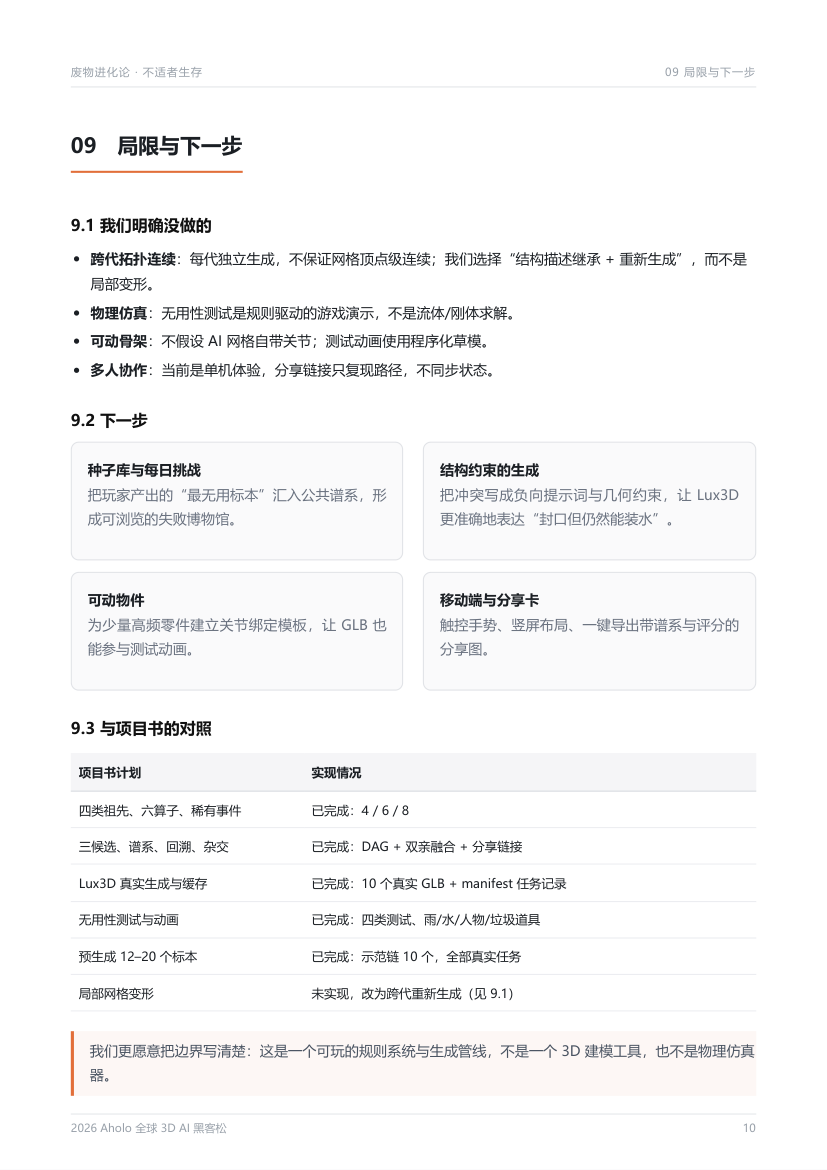 废物进化论 · 不适者生存
09 局限与下一步
09 局限与下一步
9.1 我们明确没做的
• 跨代拓扑连续：每代独立生成，不保证网格顶点级连续；我们选择“结构描述继承 + 重新生成”，而不是
局部变形。
• 物理仿真：无用性测试是规则驱动的游戏演示，不是流体/刚体求解。
• 可动骨架：不假设 AI 网格自带关节；测试动画使用程序化草模。
• 多人协作：当前是单机体验，分享链接只复现路径，不同步状态。
9.2 下一步
种子库与每日挑战
把玩家产出的“最无用标本”汇入公共谱系，形
成可浏览的失败博物馆。
结构约束的生成
把冲突写成负向提示词与几何约束，让 Lux3D
更准确地表达“封口但仍然能装水”。
可动物件
为少量高频零件建立关节绑定模板，让 GLB 也
能参与测试动画。
移动端与分享卡
触控手势、竖屏布局、一键导出带谱系与评分的
分享图。
9.3 与项目书的对照
项目书计划 实现情况
四类祖先、六算子、稀有事件 已完成：4 / 6 / 8
三候选、谱系、回溯、杂交 已完成：DAG + 双亲融合 + 分享链接
Lux3D 真实生成与缓存 已完成：10 个真实 GLB + manifest 任务记录
无用性测试与动画 已完成：四类测试、雨/水/人物/垃圾道具
预生成 12–20 个标本 已完成：示范链 10 个，全部真实任务
局部网格变形 未实现，改为跨代重新生成（见 9.1）
我们更愿意把边界写清楚：这是一个可玩的规则系统与生成管线，不是一个 3D 建模工具，也不是物理仿真
器。
2026 Aholo 全球 3D AI 黑客松
10